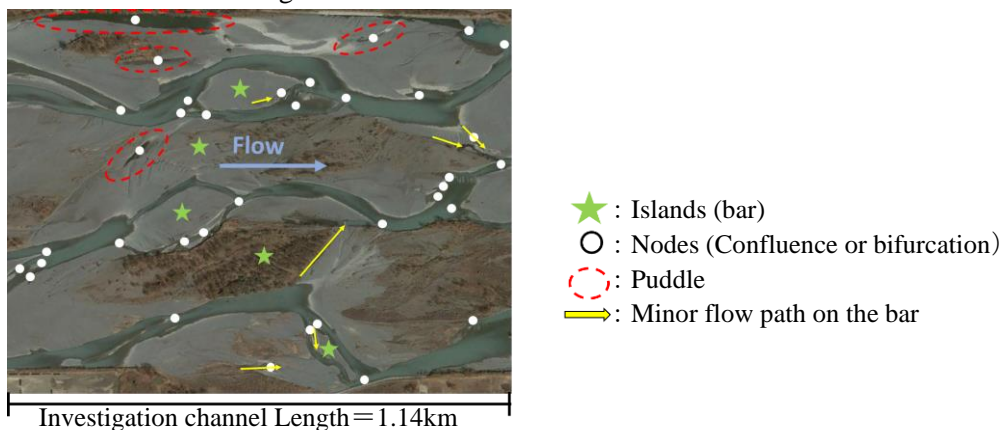 Flow
: Islands (bar)
: Nodes (Confluence or bifurcation）
: Puddle
: Minor flow path on the bar
Investigation channel Length＝1.14km